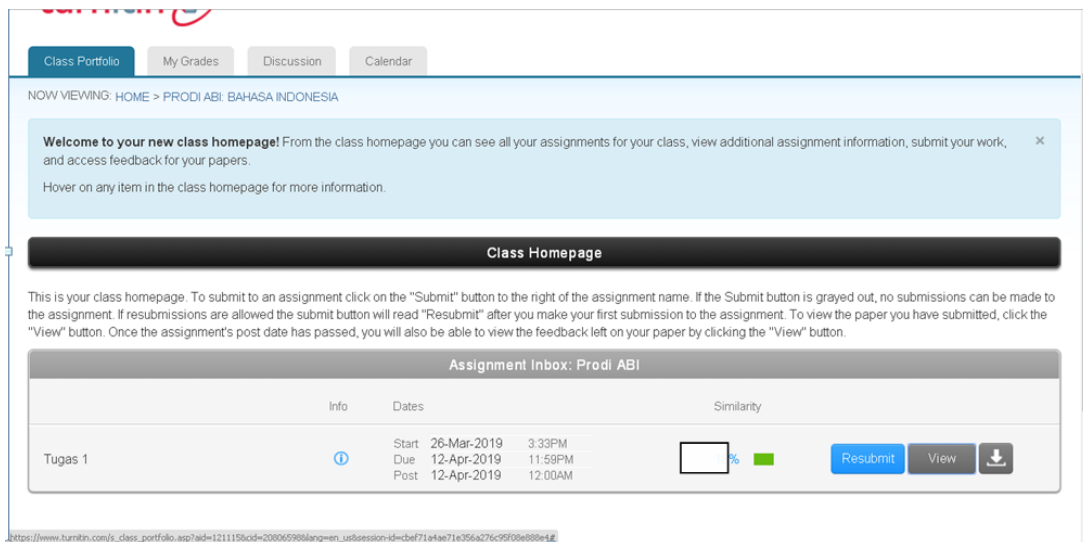 Class Portfolio My Grades Discussion Calendar
NOW VIEWING: HOME > PRODI ABI: BAHASA INDONESIA
Welcome to your new class homepage! From the class homepage you can see all your assignments for your class, view additional assignment information, submit your work, ×
and access feedback for your papers.
Hover on any item in the class homepage for more information.
Class Homepage
This is your class homepage. To submit to an assignment click on the "Submit" button to the right of the assignment name. If the Submit button is grayed out, no submissions can be made to
the assignment. If resubmissions are allowed the submit button will read "Resubmit" after you make your first submission to the assignment. To view the paper you have submitted, click the
"View" button. Once the assignment's post date has passed, you will also be able to view the feedback left on your paper by clicking the "View" button.
Assignment Inbox: Prodi ABI
Info Dates Similarity
Start 26-Mar-2019 3:33PM
Tugas 1 Due 12-Apr-2019 11:59PM % Resubmit View
Post 12-Apr-2019 12:00AM